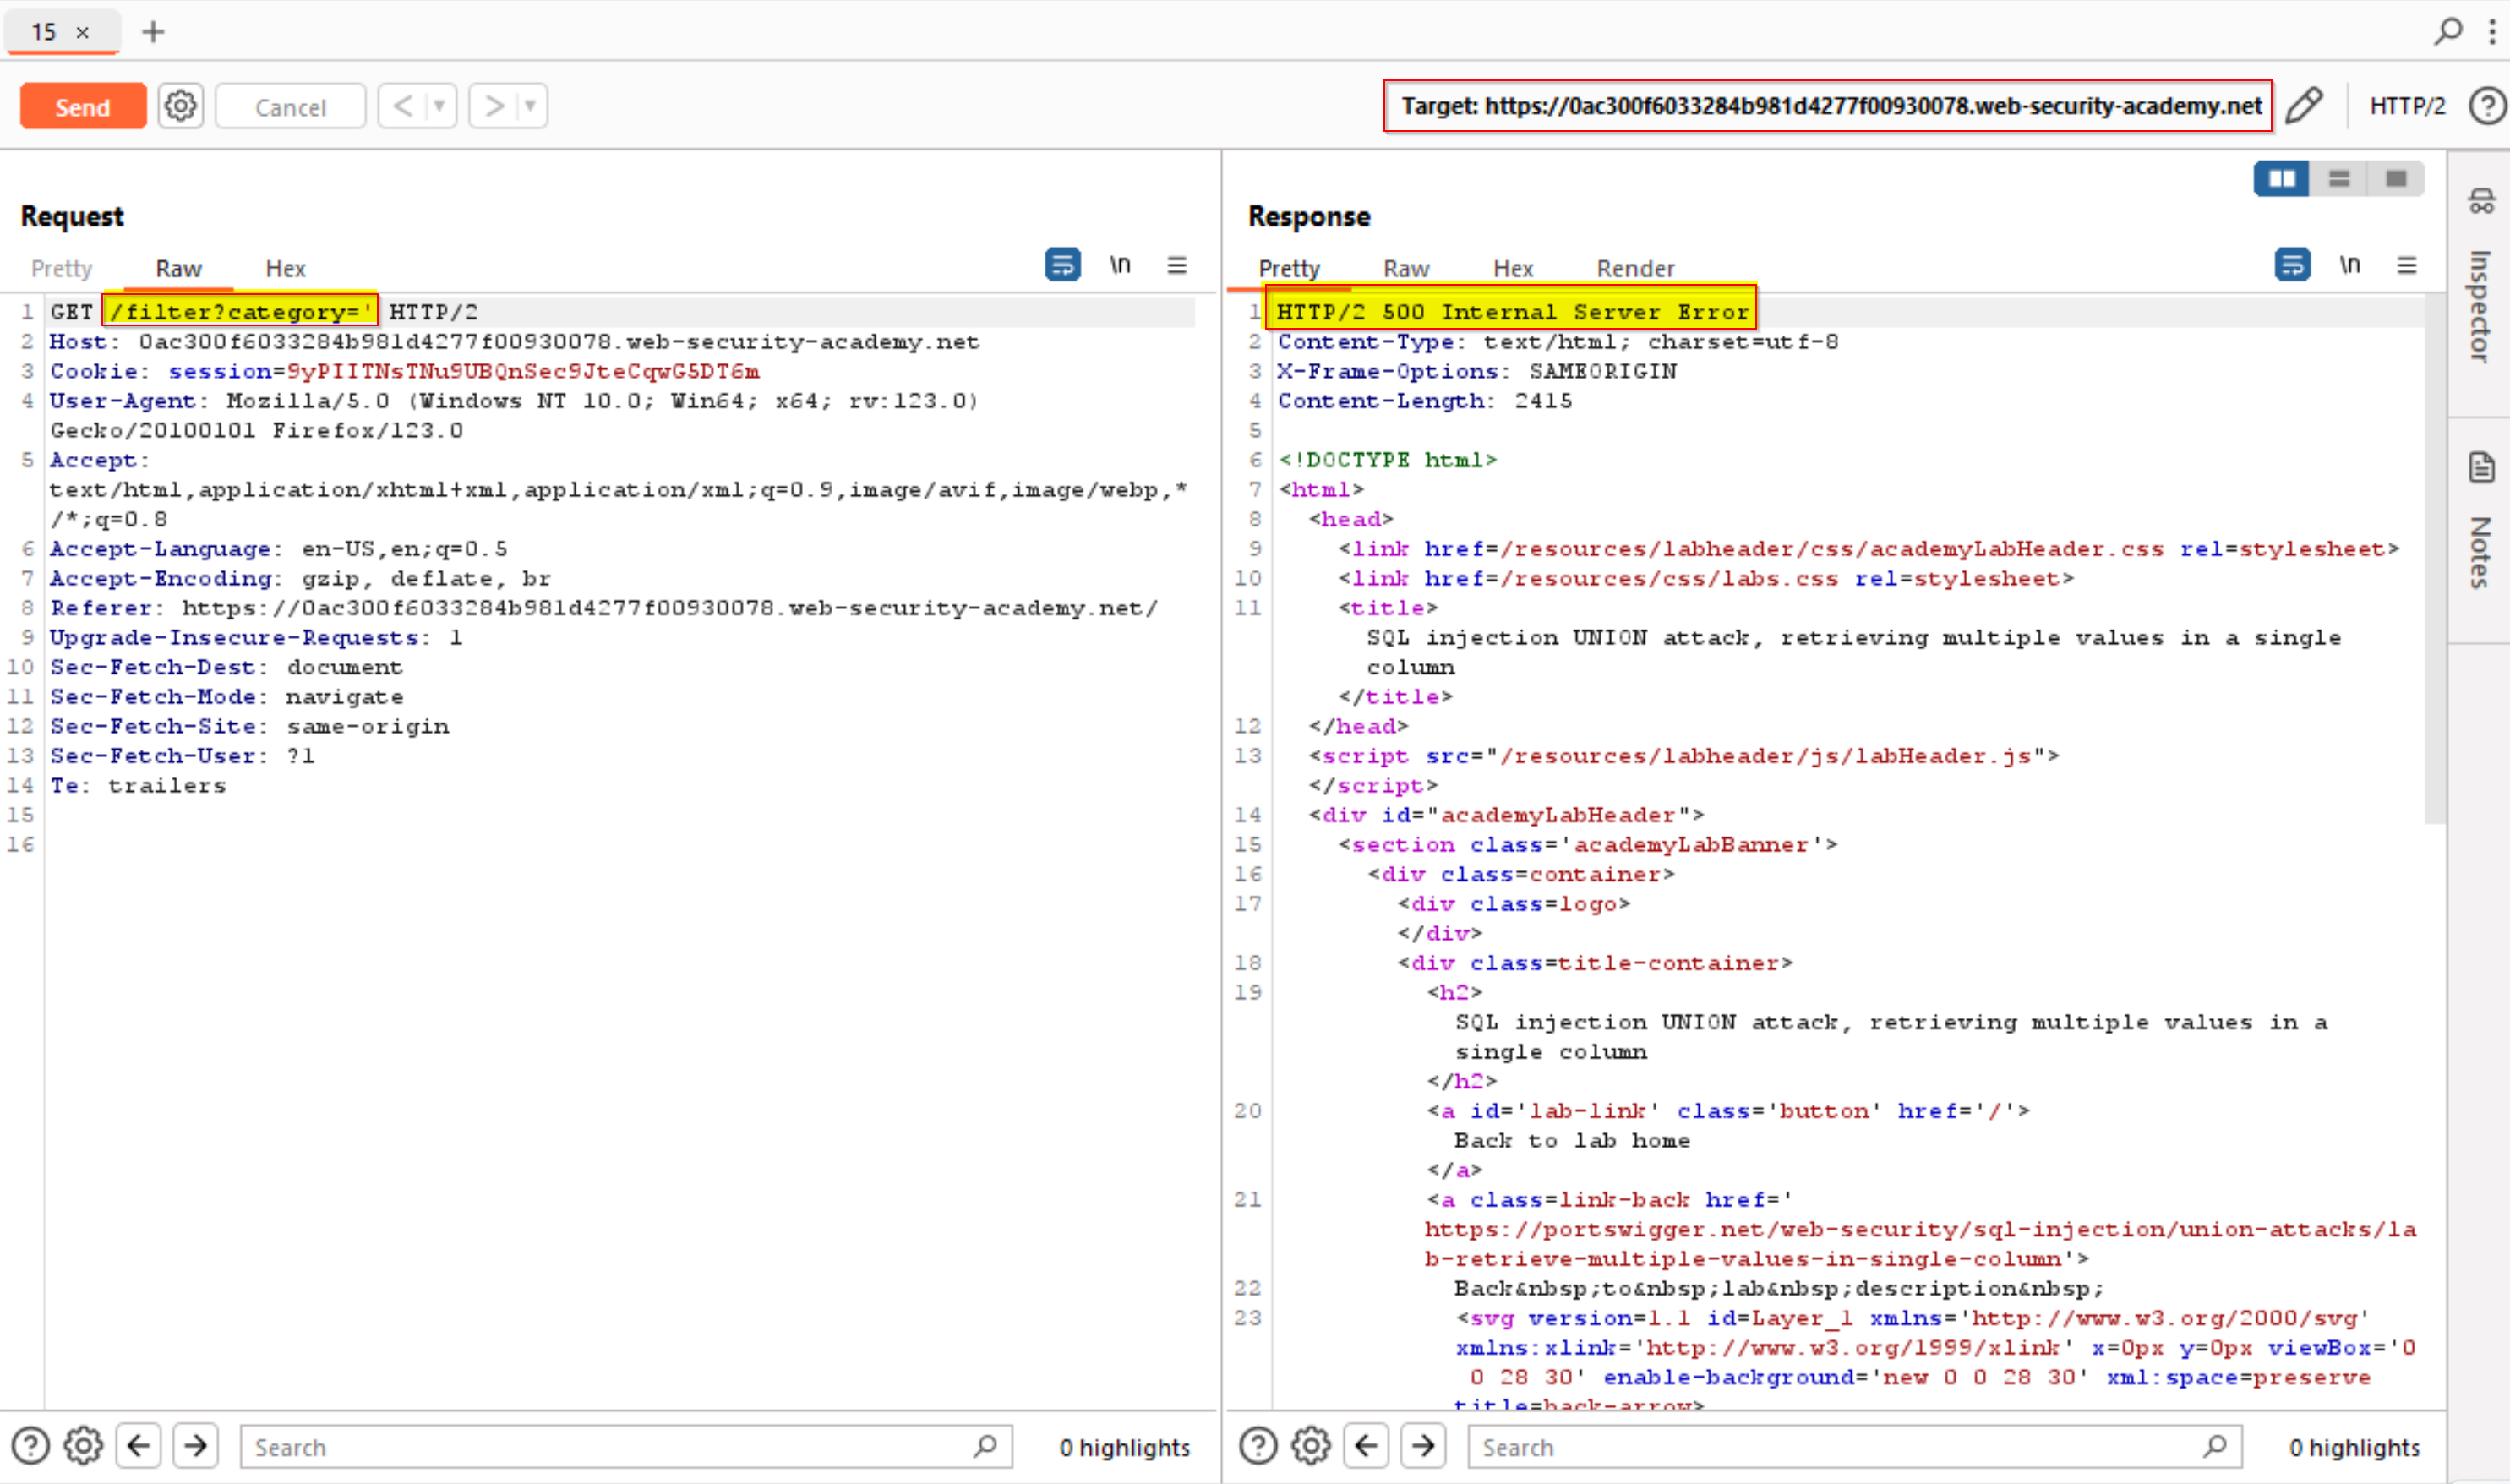 15 ×
Send
Cancel
Target: https://0ac300f6033284b981d4277f00930078.web-security-academy.net
HTTP/2
Request
Pretty Raw Hex
\n
1 GET /filter?category=' HTTP/2
2 Host: 0ac300f6033284b981d4277f00930078.web-security-academy.net
3 Cookie: session=9yPIITNsTNu9UBQnSec9JteCqwG5DT6m
4 User-Agent: Mozilla/5.0 (Windows NT 10.0; Win64; x64; rv:123.0)
Gecko/20100101 Firefox/123.0
5 Accept:
text/html,application/xhtml+xml,application/xml;q=0.9,image/avif,image/webp,*
/*;q=0.8
6 Accept-Language: en-US,en;q=0.5
7 Accept-Encoding: gzip, deflate, br
8 Referer: https://0ac300f6033284b981d4277f00930078.web-security-academy.net/
9 Upgrade-Insecure-Requests: 1
10 Sec-Fetch-Dest: document
11 Sec-Fetch-Mode: navigate
12 Sec-Fetch-Site: same-origin
13 Sec-Fetch-User: ?1
14 Te: trailers
15
16
Search
0 highlights
Response
Pretty Raw Hex Render
\n
1 HTTP/2 500 Internal Server Error
2 Content-Type: text/html; charset=utf-8
3 X-Frame-Options: SAMEORIGIN
4 Content-Length: 2415
5
6 <!DOCTYPE html>
7 <html>
8 <head>
9 <link href=/resources/labheader/css/academyLabHeader.css rel=stylesheet>
10 <link href=/resources/css/labs.css rel=stylesheet>
11 <title>
SQL injection UNION attack, retrieving multiple values in a single
column
</title>
12 </head>
13 <script src="/resources/labheader/js/labHeader.js">
</script>
14 <div id="academyLabHeader">
15 <section class='academyLabBanner'>
16 <div class=container>
17 <div class=logo>
</div>
18 <div class=title-container>
19 <h2>
SQL injection UNION attack, retrieving multiple values in a
single column
</h2>
20 <a id='lab-link' class='button' href='/'>
Back to lab home
</a>
21 <a class=link-back href='
https://portswigger.net/web-security/sql-injection/union-attacks/la
b-retrieve-multiple-values-in-single-column'>
22 Back&nbsp;to&nbsp;lab&nbsp;description&nbsp;
23 <svg version=1.1 id=Layer_1 xmlns='http://www.w3.org/2000/svg'
xmlns:xlink='http://www.w3.org/1999/xlink' x=0px y=0px viewBox='0
0 28 30' enable-background='new 0 0 28 30' xml:space=preserve
title=back-arrow>
Search
0 highlights
Inspector
Notes